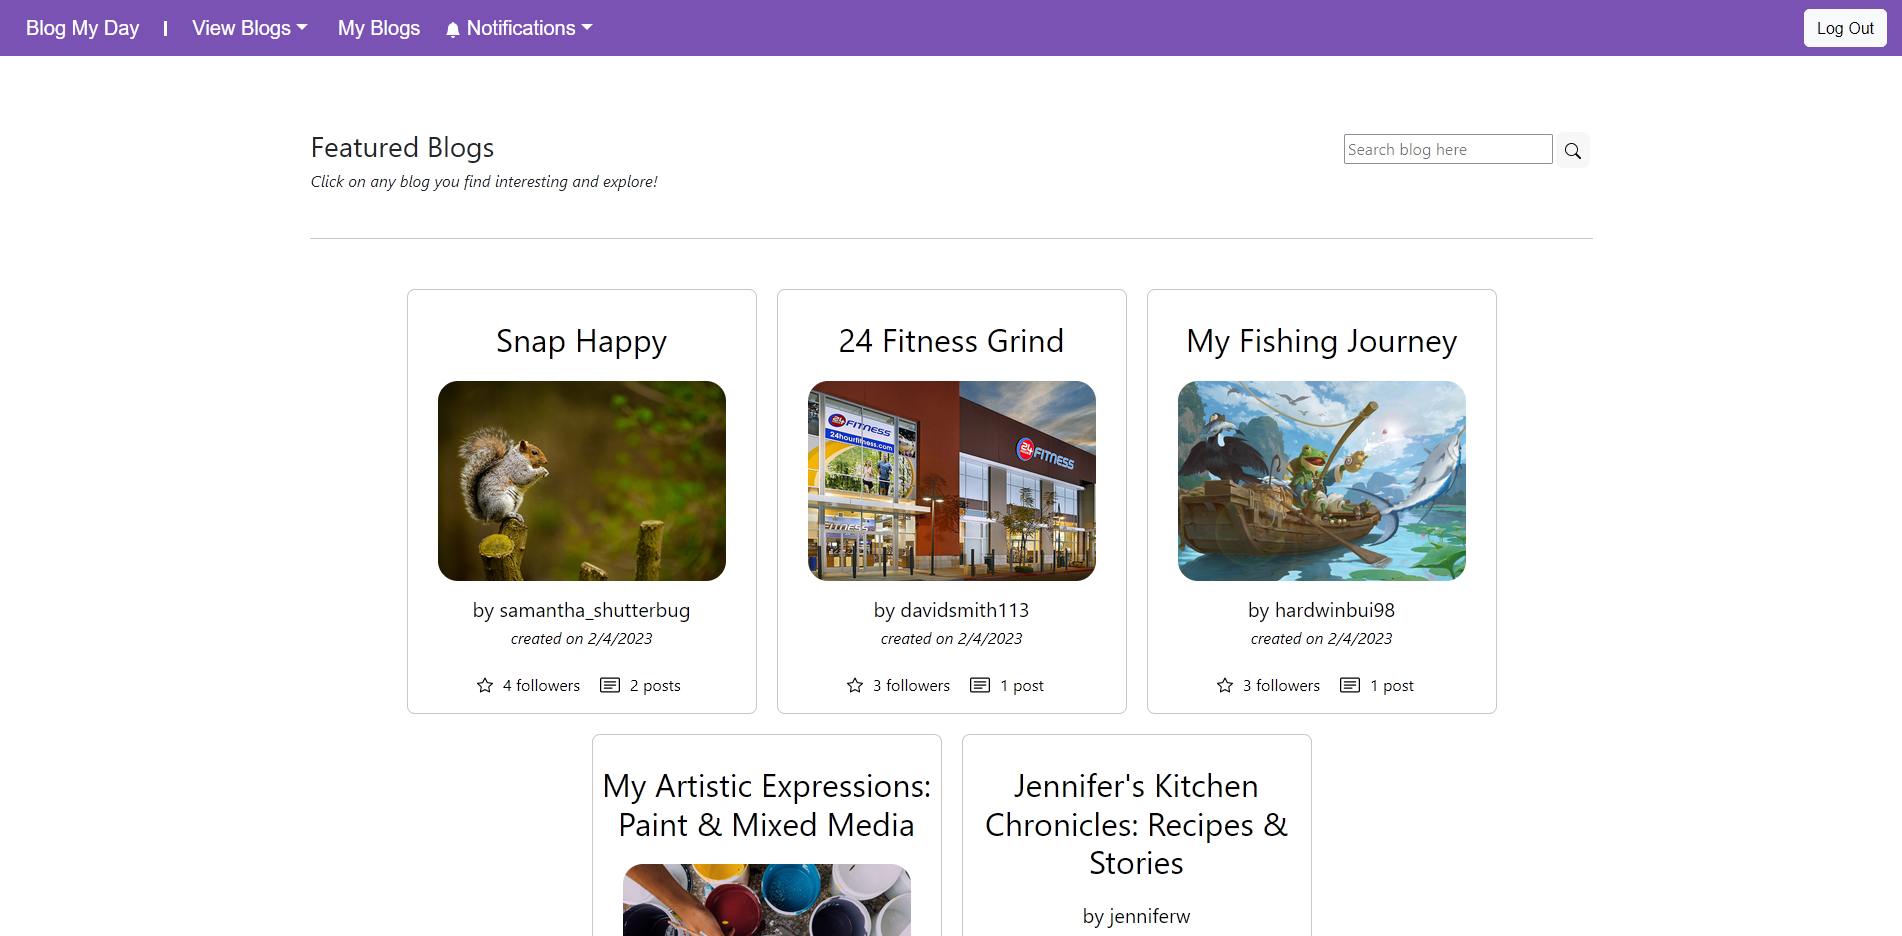 Blog My Day | View Blogs My Blogs Notifications Log Out
Featured Blogs
Search blog here
Click on any blog you find interesting and explore!
Snap Happy
by samantha_shutterbug
created on 2/4/2023
4 followers 2 posts
24 Fitness Grind
24 FITNESS
24hourfitness.com
24 FITNESS
FITNESS
by davidsmith113
created on 2/4/2023
3 followers 1 post
My Fishing Journey
by hardwinbui98
created on 2/4/2023
3 followers 1 post
My Artistic Expressions:
Paint & Mixed Media
Jennifer's Kitchen
Chronicles: Recipes &
Stories
by jenniferw